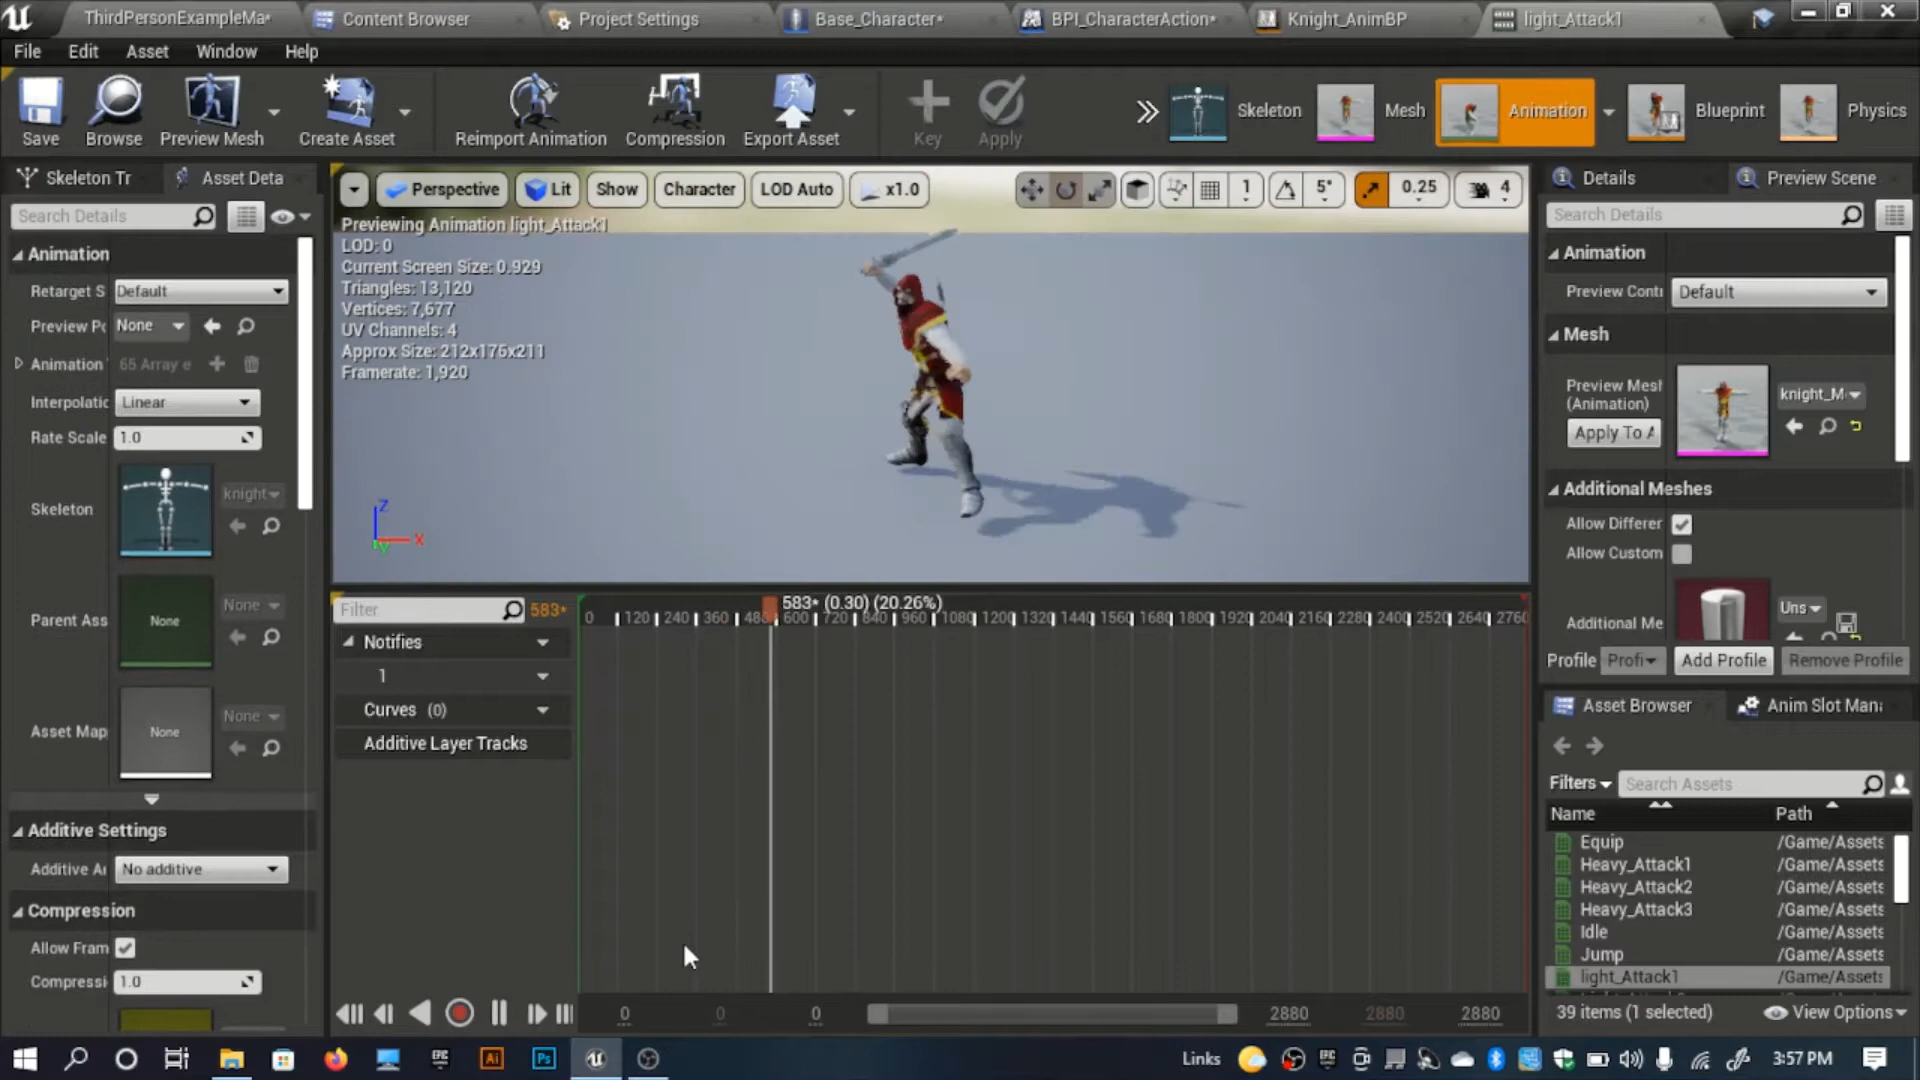 ThirdPersonExampleMa*
Content Browser
Project Settings
Base_Character*
BPI_CharacterAction*
Knight_AnimBP
light_Attack1
File Edit Asset Window Help
Save
Browse
Preview Mesh
Create Asset
Reimport Animation
Compression
Export Asset
Key
Apply
Skeleton
Mesh
Animation
Blueprint
Physics
Skeleton Tr
Asset Deta
Search Details
Animation
Retarget S Default
Preview Po None
Animation 65 Array e
Interpolatio Linear
Rate Scale 1.0
Skeleton knight
Parent Ass None None
Asset Map None None
Additive Settings
Additive A No additive
Compression
Allow Fram
Compressi 1.0
Perspective Lit Show Character LOD Auto x1.0 1 5° 0.25 4
Previewing Animation light_Attack1
LOD: 0
Current Screen Size: 0.929
Triangles: 13,120
Vertices: 7,677
UV Channels: 4
Approx Size: 212x175x211
Framerate: 1,920
Z
X
Y
Filter 583*
583* (0.30) (20.26%)
0 120 240 360 480 600 720 840 960 1080 1200 1320 1440 1560 1680 1800 1920 2040 2160 2280 2400 2520 2640 2760
Notifies
1
Curves (0)
Additive Layer Tracks
0 0 0 2880 2880 2880
Details
Preview Scene
Search Details
Animation
Preview Contr Default
Mesh
Preview Mesh
(Animation)
Apply To A
knight_M
Additional Meshes
Allow Differer
Allow Custom
Additional Me Uns
Profile Profi Add Profile Remove Profile
Asset Browser
Anim Slot Mana
Filters Search Assets
Name Path
Equip /Game/Assets
Heavy_Attack1 /Game/Assets
Heavy_Attack2 /Game/Assets
Heavy_Attack3 /Game/Assets
Idle /Game/Assets
Jump /Game/Assets
light_Attack1 /Game/Assets
39 items (1 selected) View Options
EPIC
Ai
Ps
Links
EPIC
3:57 PM